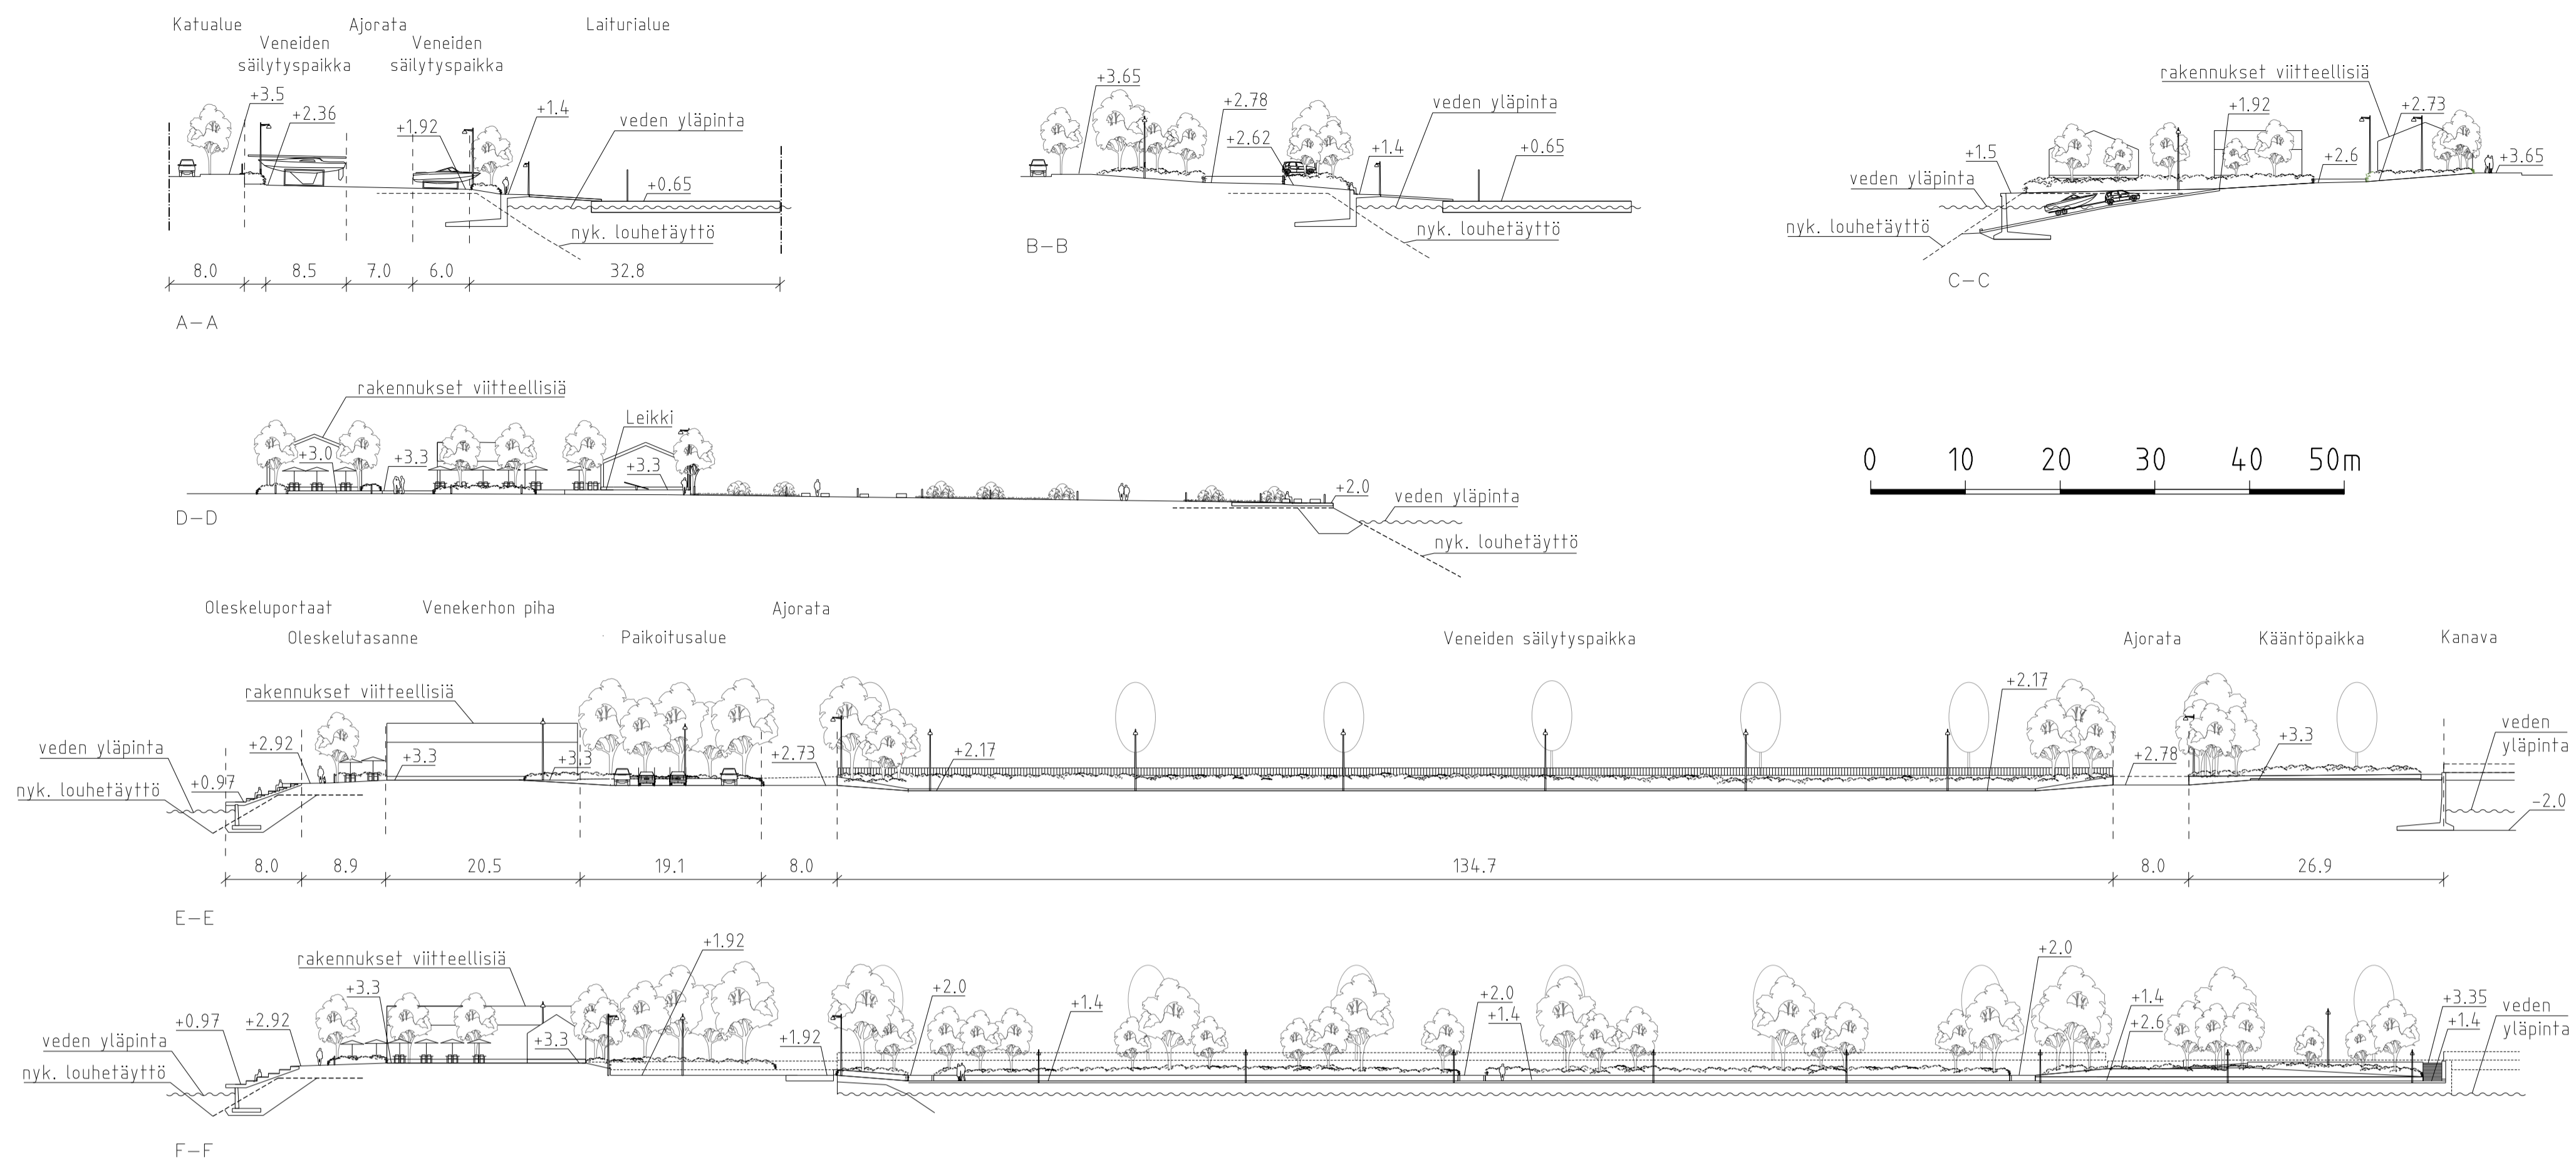 Katualue
Ajorata
Laiturialue
Veneiden
säilytyspaikka
Veneiden
säilytyspaikka
+3.5
+2.36
+1.92
+1.4
veden yläpinta
+0.65
nyk. louhetäyttö
8.0
8.5
7.0
6.0
32.8
A-A
+3.65
+2.78
+2.62
+1.4
veden yläpinta
+0.65
nyk. louhetäyttö
B-B
rakennukset viitteellisiä
+1.92
+2.73
+1.5
+2.6
+3.65
veden yläpinta
nyk. louhetäyttö
C-C
rakennukset viitteellisiä
Leikki
+3.0
+3.3
+3.3
+2.0
veden yläpinta
nyk. louhetäyttö
D-D
0 10 20 30 40 50m
Oleskeluportaat
Venekerhon piha
Ajorata
Oleskelutasanne
Paikoitusalue
Veneiden säilytyspaikka
Ajorata
Kääntöpaikka
Kanava
rakennukset viitteellisiä
veden yläpinta
+2.92
+0.97
nyk. louhetäyttö
+3.3
+3.3
+2.73
+2.17
+2.17
+2.78
+3.3
veden
yläpinta
-2.0
8.0
8.9
20.5
19.1
8.0
134.7
8.0
26.9
E-E
rakennukset viitteellisiä
+3.3
+0.97
+2.92
veden yläpinta
nyk. louhetäyttö
+3.3
+1.92
+1.92
+2.0
+1.4
+2.0
+1.4
+2.0
+1.4
+2.6
+3.35
+1.4
veden
yläpinta
F-F